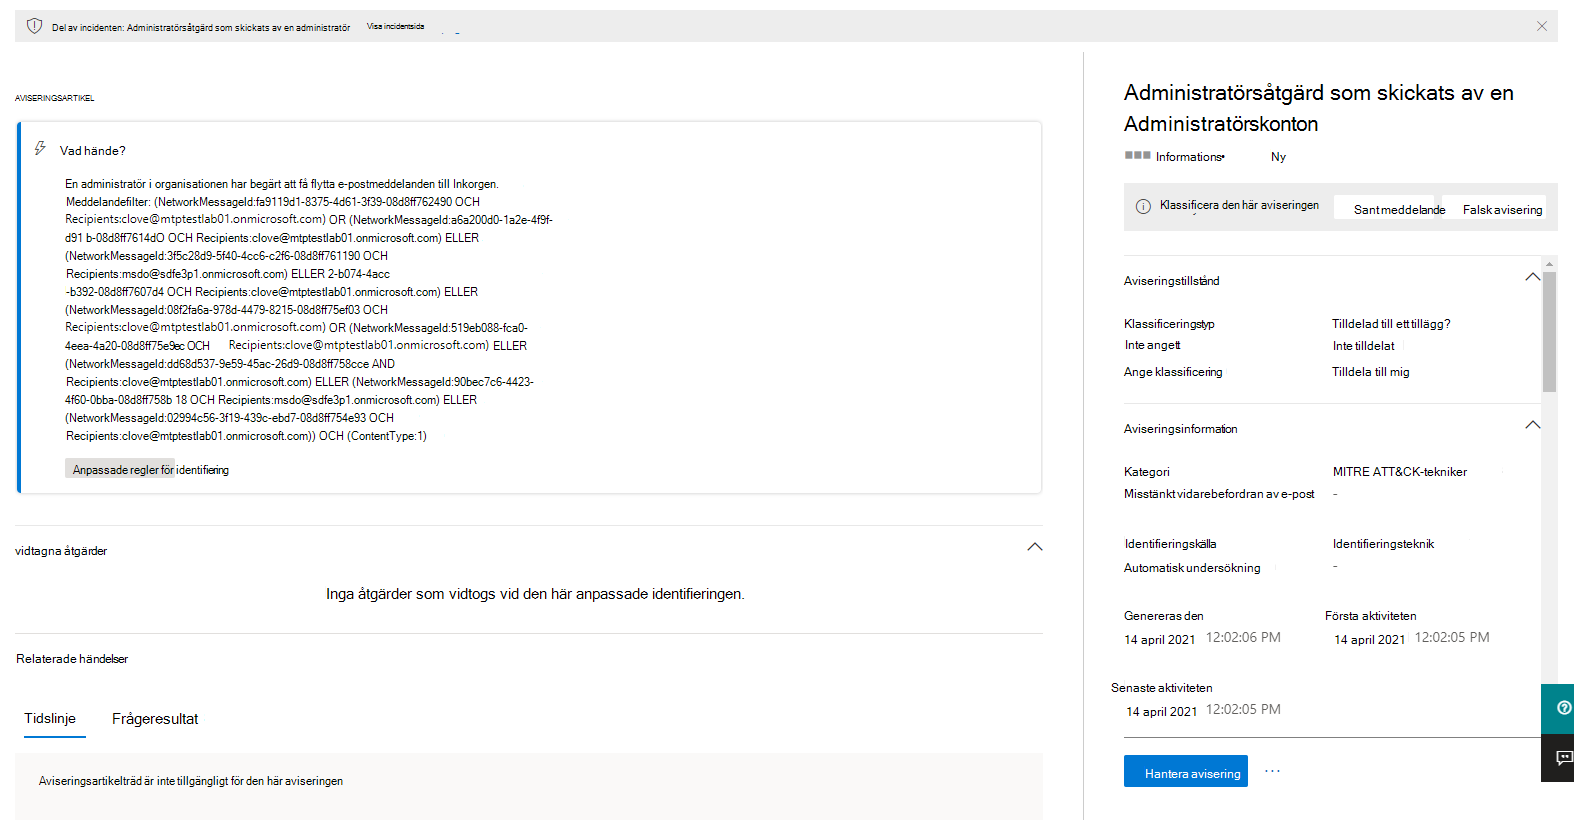 Del av incidenten: Administratörsåtgärd som skickats av en administratör Visa incidentsida
AVISERINGSARTIKEL
Vad hände?
En administratör i organisationen har begärt att få flytta e-postmeddelanden till Inkorgen.
Meddelandefilter: (NetworkMessageId:fa9119d1-8375-4d61-3f39-08d8ff762490 OCH
Recipients:clove@mtptestlab01.onmicrosoft.com) OR (NetworkMessageId:a6a200d0-1a2e-4f9f-
d91 b-08d8ff7614dO OCH Recipients:clove@mtptestlab01.onmicrosoft.com) ELLER
(NetworkMessageId:3f5c28d9-5f40-4cc6-c2f6-08d8ff761190 OCH
Recipients:msdo@sdfe3p1.onmicrosoft.com) ELLER 2-b074-4acc
-b392-08d8ff7607d4 OCH Recipients:clove@mtptestlab01.onmicrosoft.com) ELLER
(NetworkMessageId:08f2fa6a-978d-4479-8215-08d8ff75ef03 OCH
Recipients:clove@mtptestlab01.onmicrosoft.com) OR (NetworkMessageId:519eb088-fca0-
4eea-4a20-08d8ff75e9ec OCH Recipients:clove@mtptestlab01.onmicrosoft.com) ELLER
(NetworkMessageId:dd68d537-9e59-45ac-26d9-08d8ff758cce AND
Recipients:clove@mtptestlab01.onmicrosoft.com) ELLER (NetworkMessageId:90bec7c6-4423-
4f60-0bba-08d8ff758b 18 OCH Recipients:msdo@sdfe3p1.onmicrosoft.com) ELLER
(NetworkMessageId:02994c56-3f19-439c-ebd7-08d8ff754e93 OCH
Recipients:clove@mtptestlab01.onmicrosoft.com)) OCH (ContentType:1)
Anpassade regler för identifiering
vidtagna åtgärder
Inga åtgärder som vidtogs vid den här anpassade identifieringen.
Relaterade händelser
Tidslinje Frågeresultat
Aviseringsartikelträd är inte tillgängligt för den här aviseringen
Administratörsåtgärd som skickats av en
Administratörskonton
Informations• Ny
Klassificera den här aviseringen Sant meddelande Falsk avisering
Aviseringstillstånd
Klassificeringstyp Tilldelad till ett tillägg?
Inte angett Inte tilldelat
Ange klassificering Tilldela till mig
Aviseringsinformation
Kategori MITRE ATT&CK-tekniker
Misstänkt vidarebefordran av e-post -
Identifieringskälla Identifieringsteknik
Automatisk undersökning -
Genereras den Första aktiviteten
14 april 2021 12:02:06 PM 14 april 2021 12:02:05 PM
Senaste aktiviteten
14 april 2021 12:02:05 PM
Hantera avisering ...